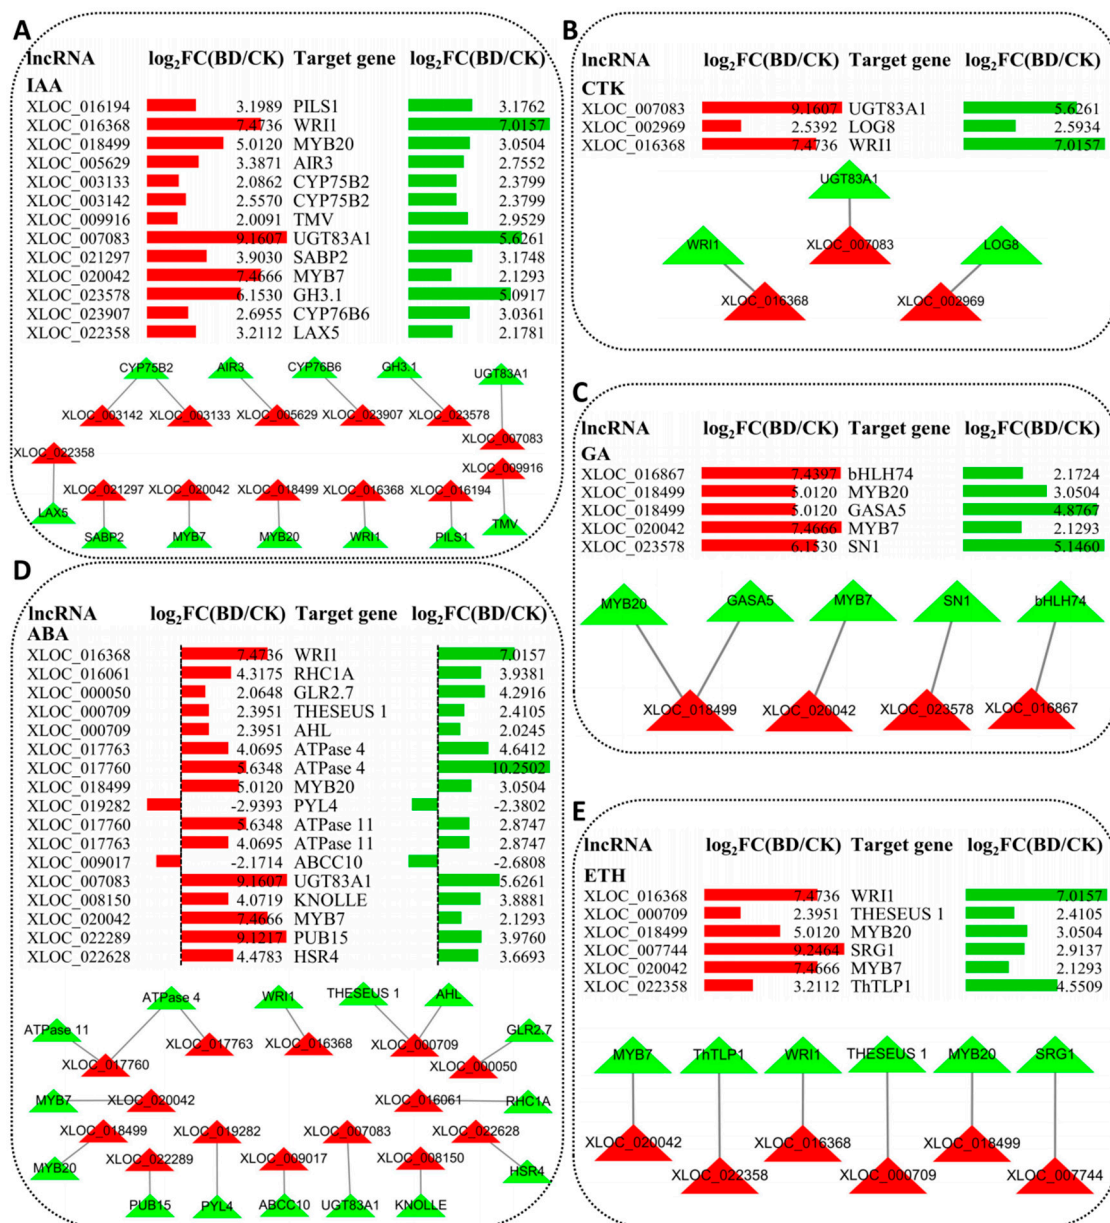 A
lncRNA log2FC(BD/CK) Target gene log2FC(BD/CK)
IAA
XLOC_016194 3.1989 PILS1 3.1762
XLOC_016368 7.4736 WRI1 7.0157
XLOC_018499 5.0120 MYB20 3.0504
XLOC_005629 3.3871 AIR3 2.7552
XLOC_003133 2.0862 CYP75B2 2.3799
XLOC_003142 2.5570 CYP75B2 2.3799
XLOC_009916 2.0091 TMV 2.9529
XLOC_007083 9.1607 UGT83A1 5.6261
XLOC_021297 3.9030 SABP2 3.1748
XLOC_020042 7.4666 MYB7 2.1293
XLOC_023578 6.1530 GH3.1 5.0917
XLOC_023907 2.6955 CYP76B6 3.0361
XLOC_022358 3.2112 LAX5 2.1781
CYP75B2 AIR3 CYP76B6 GH3.1 UGT83A1
XLOC_003142 XLOC_003133 XLOC_005629 XLOC_023907 XLOC_023578
XLOC_007083
XLOC_022358 XLOC_009916
XLOC_021297 XLOC_020042 XLOC_018499 XLOC_016368 XLOC_016194
LAX5 TMV
SABP2 MYB7 MYB20 WRI1 PILS1
B
lncRNA log2FC(BD/CK) Target gene log2FC(BD/CK)
CTK
XLOC_007083 9.1607 UGT83A1 5.6261
XLOC_002969 2.5392 LOG8 2.5934
XLOC_016368 7.4736 WRI1 7.0157
UGT83A1
WRI1 XLOC_007083 LOG8
XLOC_016368 XLOC_002969
C
lncRNA log2FC(BD/CK) Target gene log2FC(BD/CK)
GA
XLOC_016867 7.4397 bHLH74 2.1724
XLOC_018499 5.0120 MYB20 3.0504
XLOC_018499 5.0120 GASA5 4.8767
XLOC_020042 7.4666 MYB7 2.1293
XLOC_023578 6.1530 SN1 5.1460
MYB20 GASA5 MYB7 SN1 bHLH74
XLOC_018499 XLOC_020042 XLOC_023578 XLOC_016867
D
lncRNA log2FC(BD/CK) Target gene log2FC(BD/CK)
ABA
XLOC_016368 7.4736 WRI1 7.0157
XLOC_016061 4.3175 RHC1A 3.9381
XLOC_000050 2.0648 GLR2.7 4.2916
XLOC_000709 2.3951 THESEUS 1 2.4105
XLOC_000709 2.3951 AHL 2.0245
XLOC_017763 4.0695 ATPase 4 4.6412
XLOC_017760 5.6348 ATPase 4 10.2502
XLOC_018499 5.0120 MYB20 3.0504
XLOC_019282 -2.9393 PYL4 -2.3802
XLOC_017760 5.6348 ATPase 11 2.8747
XLOC_017763 4.0695 ATPase 11 2.8747
XLOC_009017 -2.1714 ABCC10 -2.6808
XLOC_007083 9.1607 UGT83A1 5.6261
XLOC_008150 4.0719 KNOLLE 3.8881
XLOC_020042 7.4666 MYB7 2.1293
XLOC_022289 9.1217 PUB15 3.9760
XLOC_022628 4.4783 HSR4 3.6693
ATPase 4 WRI1 THESEUS 1 AHL
ATPase 11 GLR2.7
XLOC_017763 XLOC_016368 XLOC_000709
XLOC_017760 XLOC_000050
MYB7 XLOC_020042 XLOC_016061 RHC1A
XLOC_018499 XLOC_019282 XLOC_007083 XLOC_022628
XLOC_022289 XLOC_009017 XLOC_008150
MYB20 HSR4
PUB15 PYL4 ABCC10 UGT83A1 KNOLLE
E
lncRNA log2FC(BD/CK) Target gene log2FC(BD/CK)
ETH
XLOC_016368 7.4736 WRI1 7.0157
XLOC_000709 2.3951 THESEUS 1 2.4105
XLOC_018499 5.0120 MYB20 3.0504
XLOC_007744 9.2464 SRG1 2.9137
XLOC_020042 7.4666 MYB7 2.1293
XLOC_022358 3.2112 ThTLP1 4.5509
MYB7 ThTLP1 WRI1 THESEUS 1 MYB20 SRG1
XLOC_020042 XLOC_016368 XLOC_018499
XLOC_022358 XLOC_000709 XLOC_007744